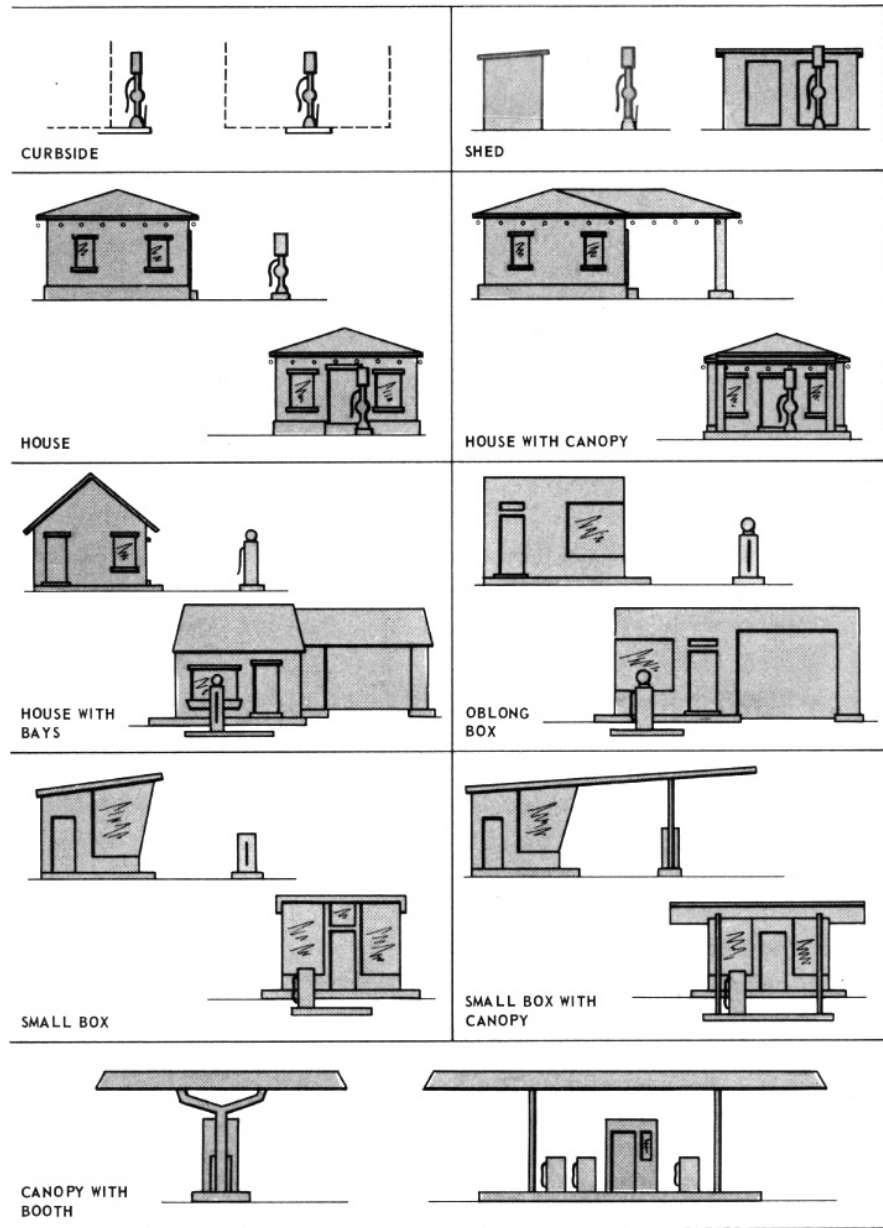 CURBSIDE
SHED
HOUSE
HOUSE WITH CANOPY
HOUSE WITH
BAYS
OBLONG
BOX
SMALL BOX
SMALL BOX WITH
CANOPY
CANOPY WITH
BOOTH